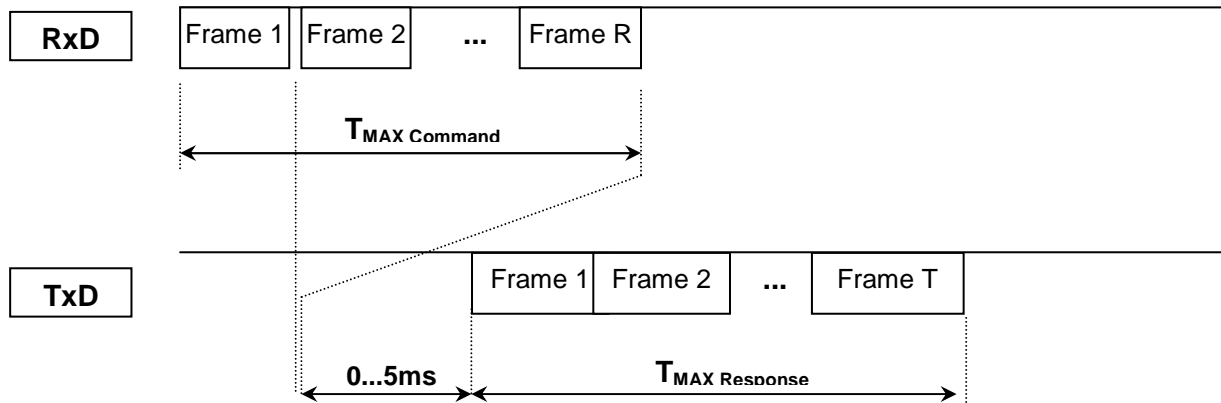 RxD Frame 1 Frame 2 ... Frame R
TMAX Command
TxD Frame 1 Frame 2 ... Frame T
0...5ms TMAX Response